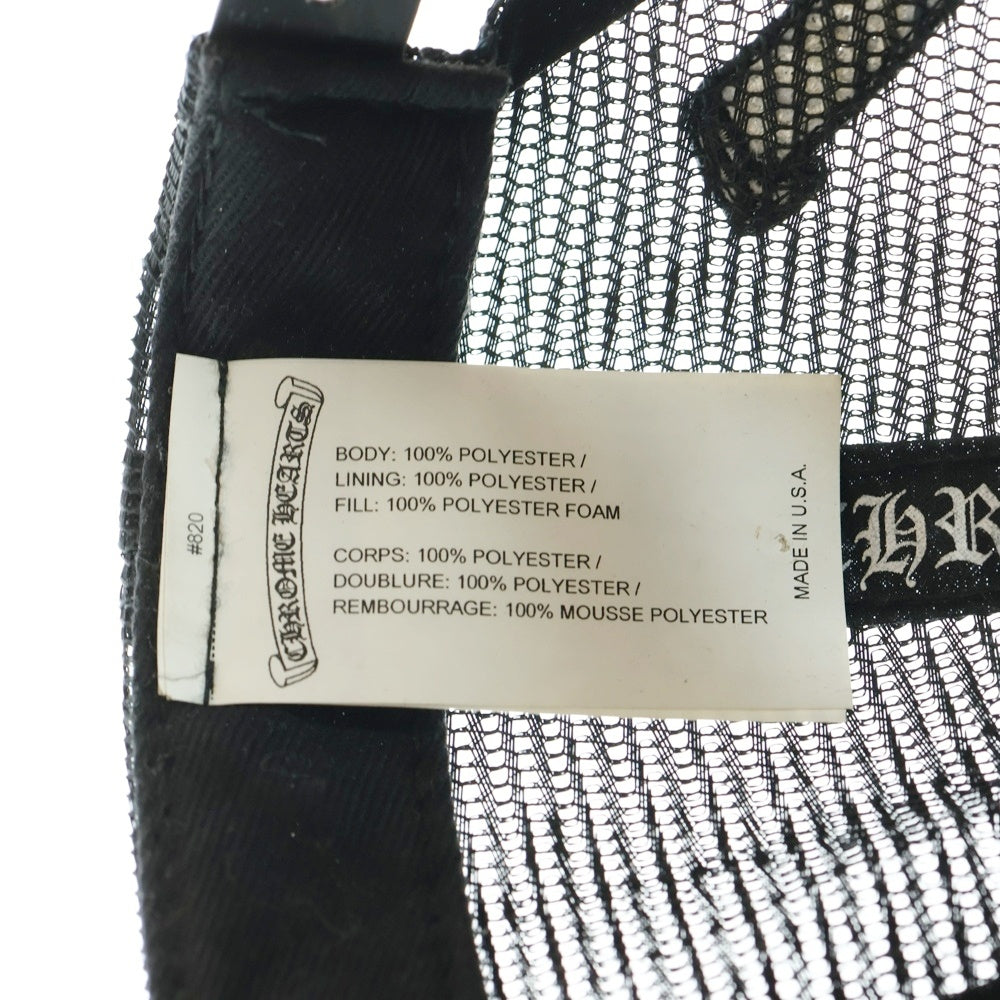 #820
CHROME HEARTS
BODY: 100% POLYESTER /
LINING: 100% POLYESTER /
FILL: 100% POLYESTER FOAM
CORPS: 100% POLYESTER /
DOUBLURE: 100% POLYESTER /
REMBOURRAGE: 100% MOUSSE POLYESTER
MADE IN U.S.A.
CHR